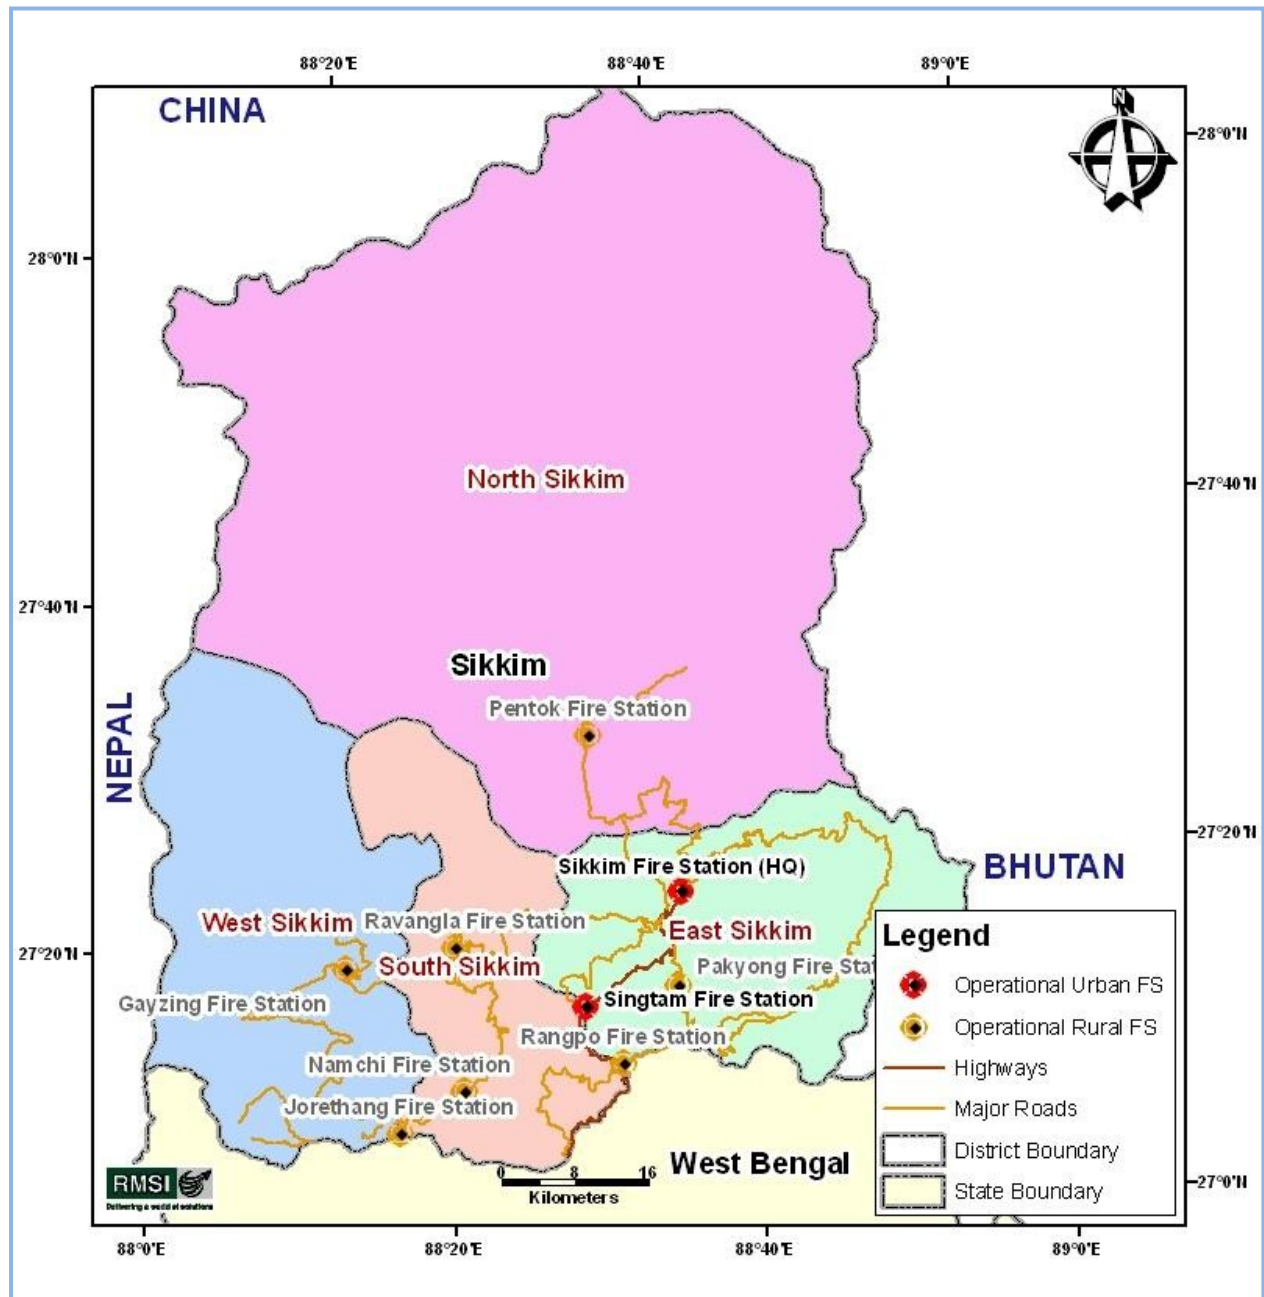 88°20'E 88°40'E 89°0'E
CHINA
N
28°0'N
28°0'N
North Sikkim
27°40'N
27°40'N
Sikkim
Pentok Fire Station
NEPAL
27°20'N
Sikkim Fire Station (HQ)
BHUTAN
West Sikkim
Ravangla Fire Station
East Sikkim
27°20'N
South Sikkim
Pakyong Fire Stat
Gayzing Fire Station
Singtam Fire Station
Rangpo Fire Station
Namchi Fire Station
Jorethang Fire Station
West Bengal
Legend
Operational Urban FS
Operational Rural FS
Highways
Major Roads
District Boundary
State Boundary
0 8 16
Kilometers
RMSI
Delivering a world of solutions
27°0'N
88°0'E 88°20'E 88°40'E 89°0'E